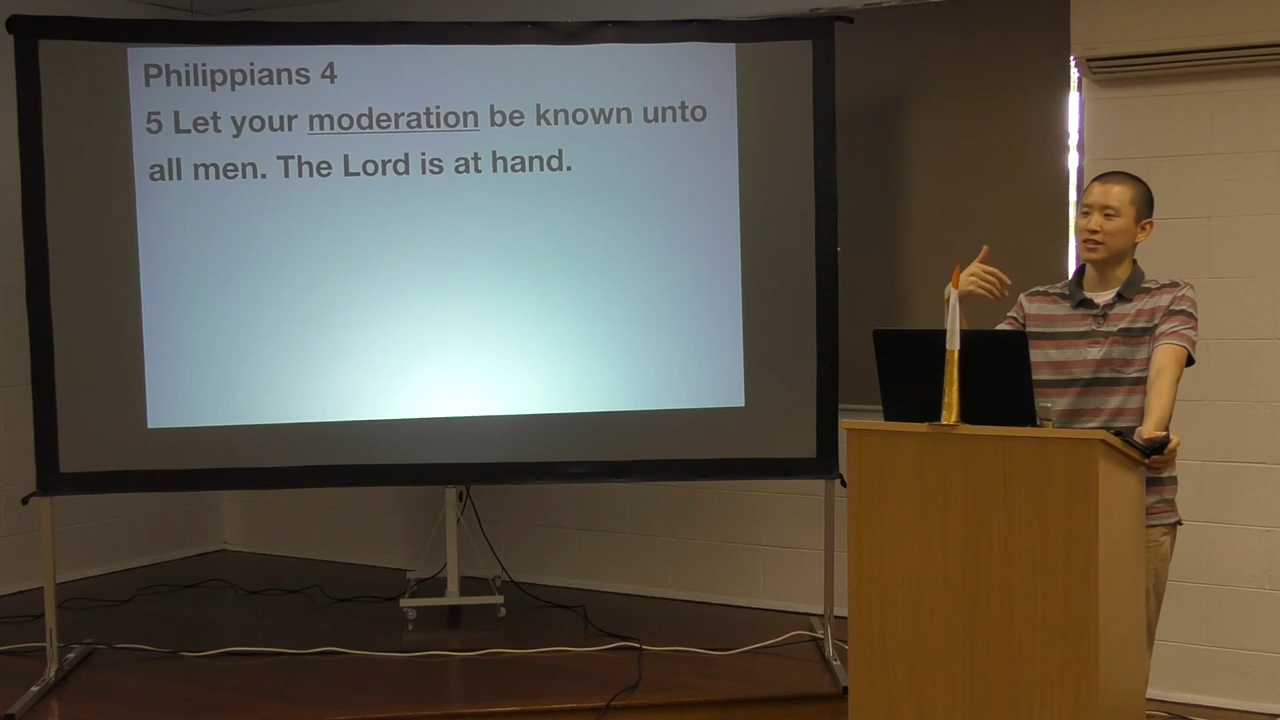 Philippians 4
5 Let your moderation be known unto
all men. The Lord is at hand.